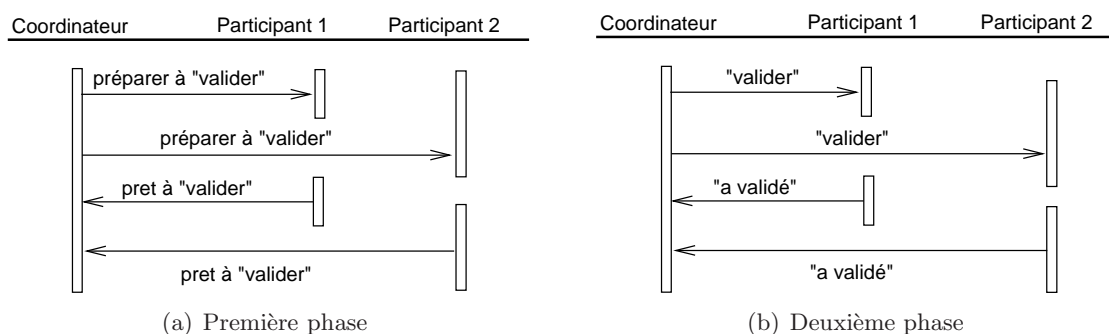 Coordinateur Participant 1 Participant 2
préparer à "valider"
préparer à "valider"
pret à "valider"
pret à "valider"
(a) Première phase
Coordinateur Participant 1 Participant 2
"valider"
"valider"
"a validé"
"a validé"
(b) Deuxième phase